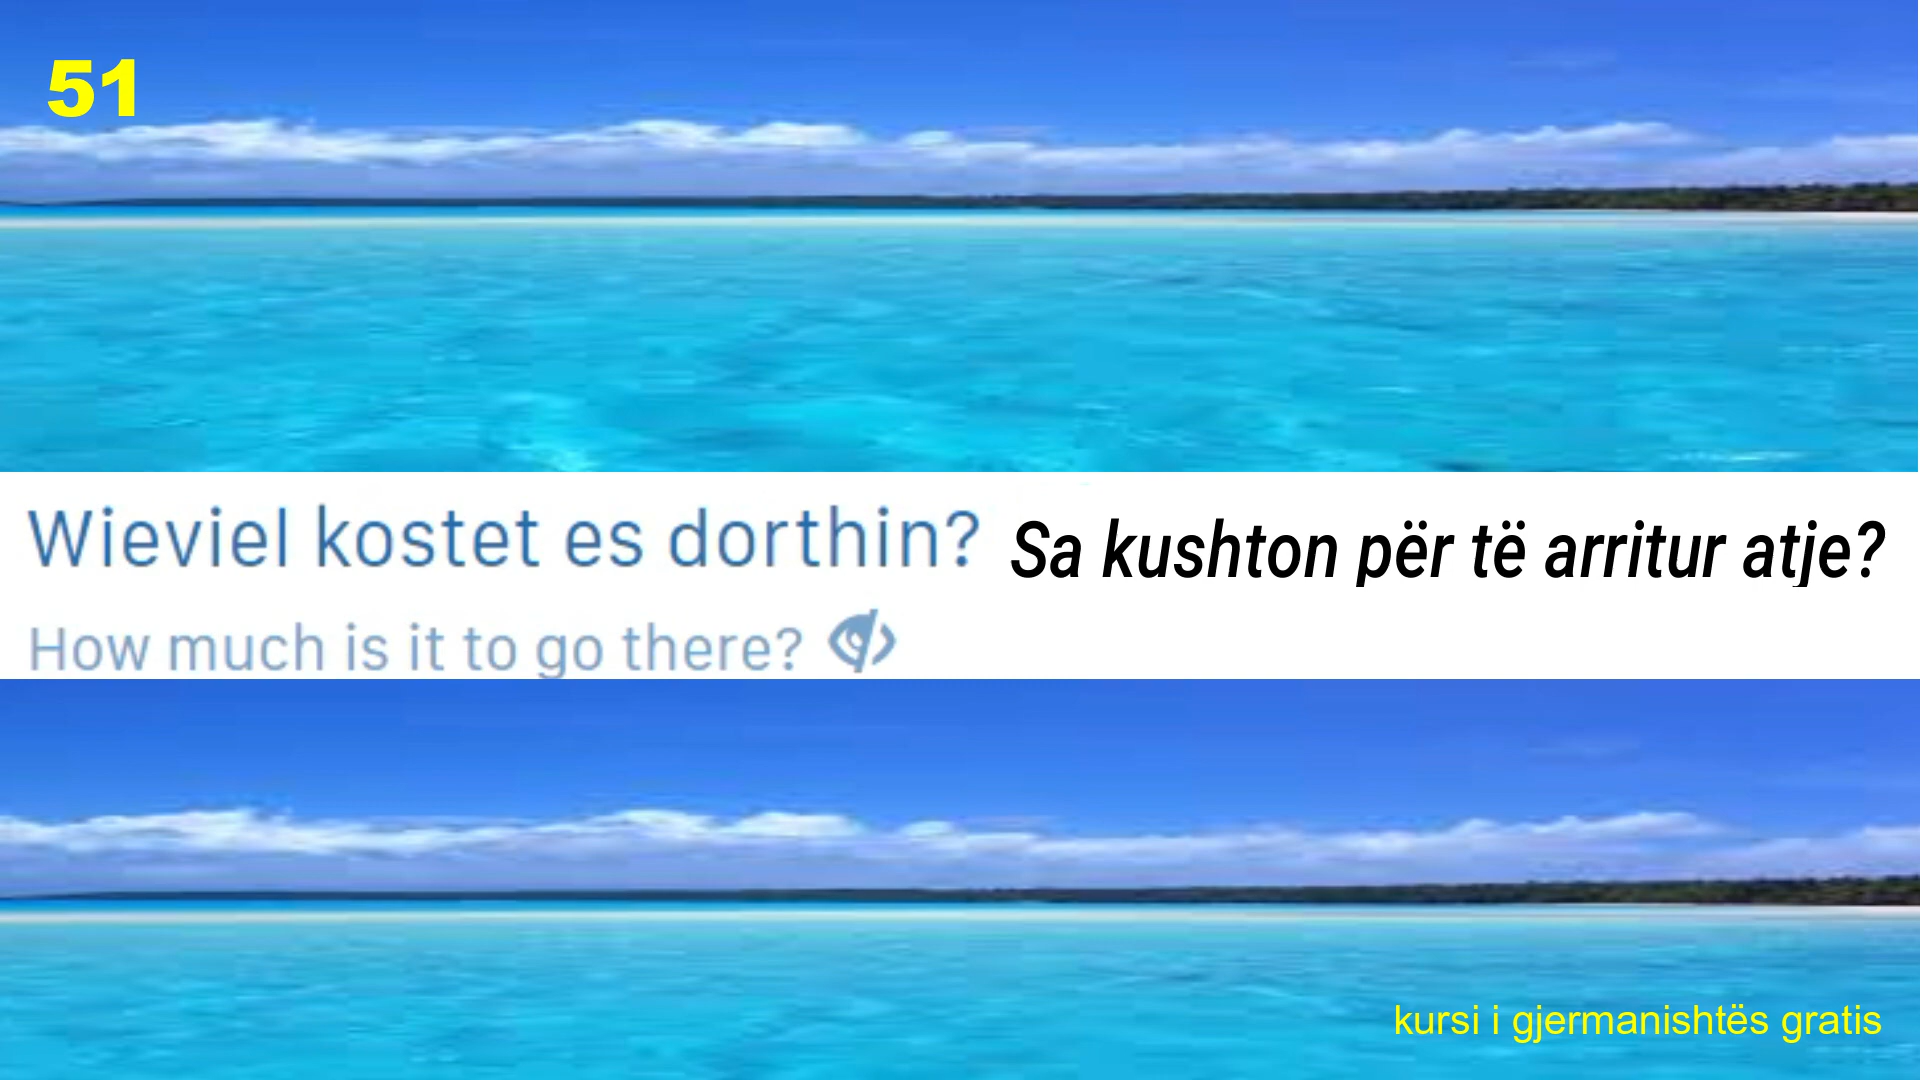 51
Wieviel kostet es dorthin?
Sa kushton për të arritur atje?
How much is it to go there?
kursi i gjermanishtës gratis